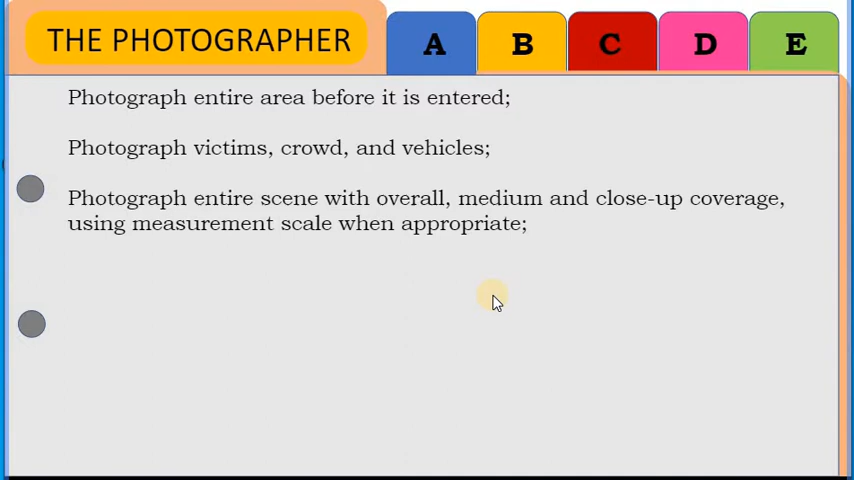 THE PHOTOGRAPHER
A B C D E
Photograph entire area before it is entered;
Photograph victims, crowd, and vehicles;
Photograph entire scene with overall, medium and close-up coverage,
using measurement scale when appropriate;